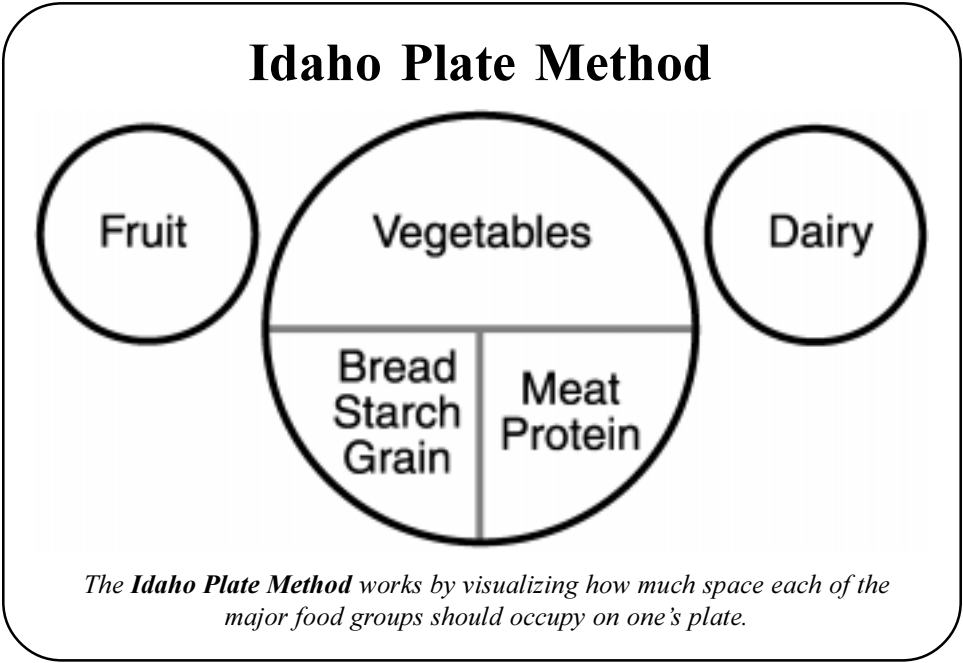 Idaho Plate Method
Fruit
Vegetables
Dairy
Bread
Starch
Grain
Meat
Protein
The Idaho Plate Method works by visualizing how much space each of the
major food groups should occupy on one’s plate.